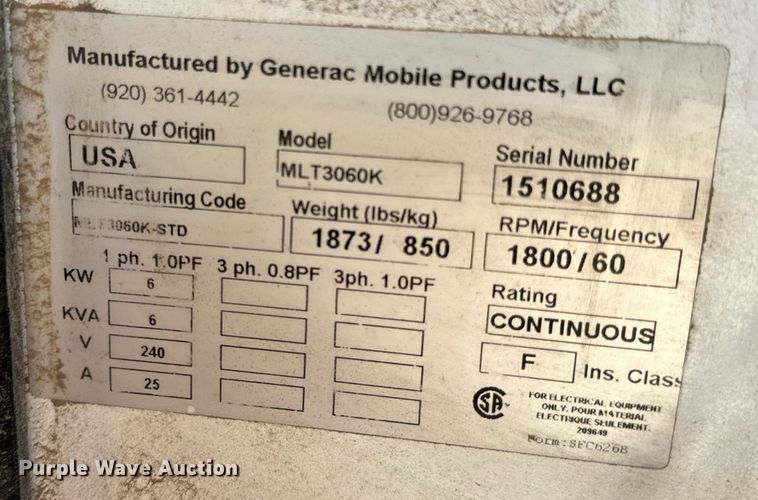 Manufactured by Generac Mobile Products, LLC
(920) 361-4442 (800)926-9768
Country of Origin Model Serial Number
USA MLT3060K 1510688
Manufacturing Code Weight (lbs/kg) RPM/Frequency
MLT3060K-STD 1873/ 850 1800/60
1 ph. 1.0PF 3 ph. 0.8PF 3ph. 1.0PF
Rating
KW 6
CONTINUOUS
KVA 6
V 240
F Ins. Class
A 25
SA
FOR ELECTRICAL EQUIPMENT
ONLY. POUR MATERIAL
ELECTRIQUE SEULEMENT.
209649
Form:SFC626B
Purple Wave Auction